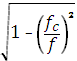 √(1 − (f_c/f)²)